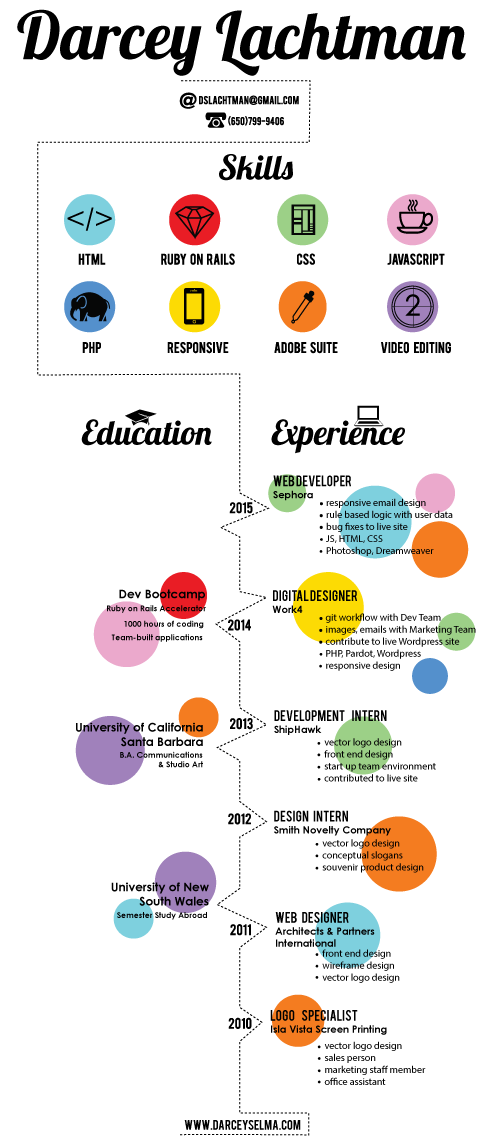 Darcey Lachtman
@ DSLACHTMAN@GMAIL.COM
(650)799-9406
Skills
</>
HTML
RUBY ON RAILS
CSS
JAVASCRIPT
2
PHP
RESPONSIVE
ADOBE SUITE
VIDEO EDITING
Education
Experience
2015
WEB DEVELOPER
Sephora
• responsive email design
• rule based logic with user data
• bug fixes to live site
• JS, HTML, CSS
• Photoshop, Dreamweaver
Dev Bootcamp
Ruby on Rails Accelerator
1000 hours of coding
Team-built applications
2014
DIGITAL DESIGNER
Work4
• git workflow with Dev Team
• images, emails with Marketing Team
• contribute to live Wordpress site
• PHP, Pardot, Wordpress
• responsive design
University of California
Santa Barbara
B.A. Communications
& Studio Art
2013
DEVELOPMENT INTERN
ShipHawk
• vector logo design
• front end design
• start up team environment
• contributed to live site
2012
DESIGN INTERN
Smith Novelty Company
• vector logo design
• conceptual slogans
• souvenir product design
University of New
South Wales
Semester Study Abroad
2011
WEB DESIGNER
Architects & Partners
International
• front end design
• wireframe design
• vector logo design
2010
LOGO SPECIALIST
Isla Vista Screen Printing
• vector logo design
• sales person
• marketing staff member
• office assistant
WWW.DARCEYSELMA.COM